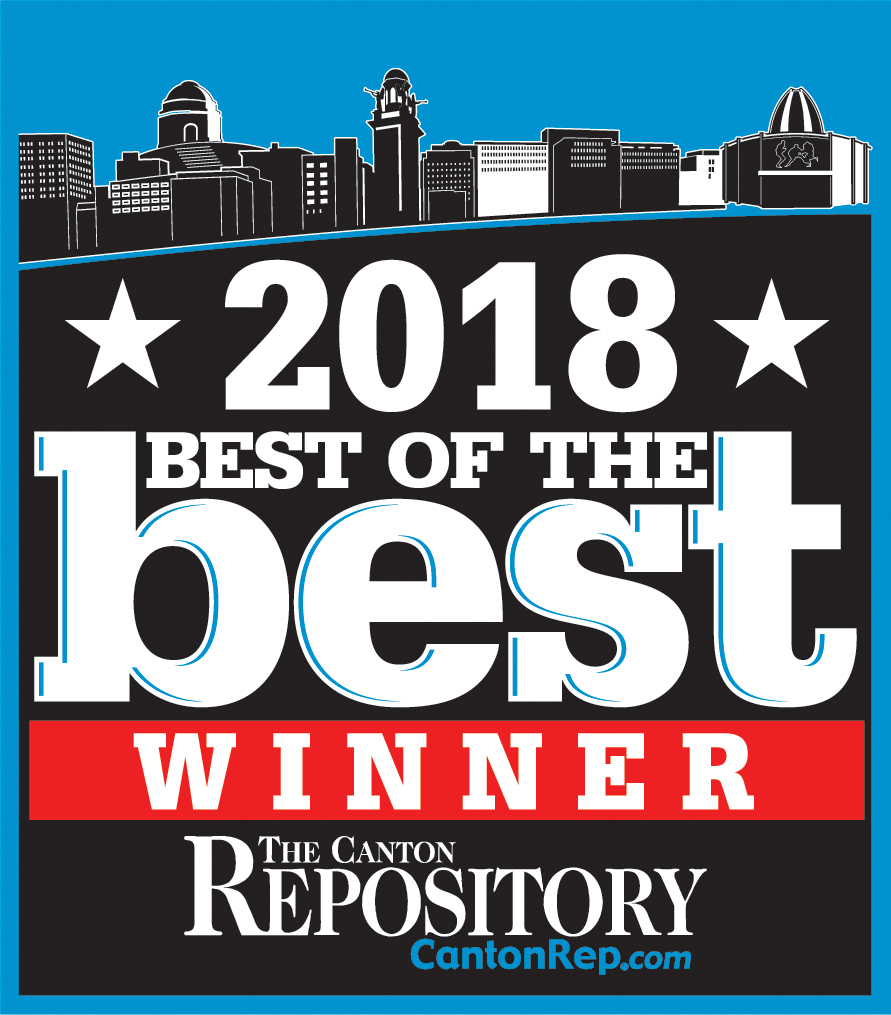 2018
BEST OF THE
best
WINNER
THE CANTON
REPOSITORY
CantonRep.com